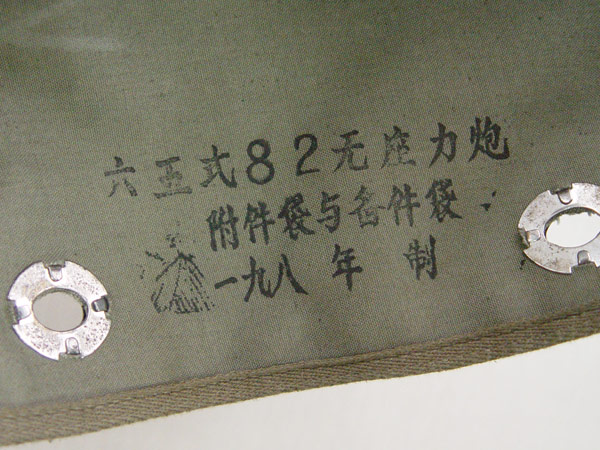 六五式82无座力炮
附件袋与备件袋
一九八 年 制